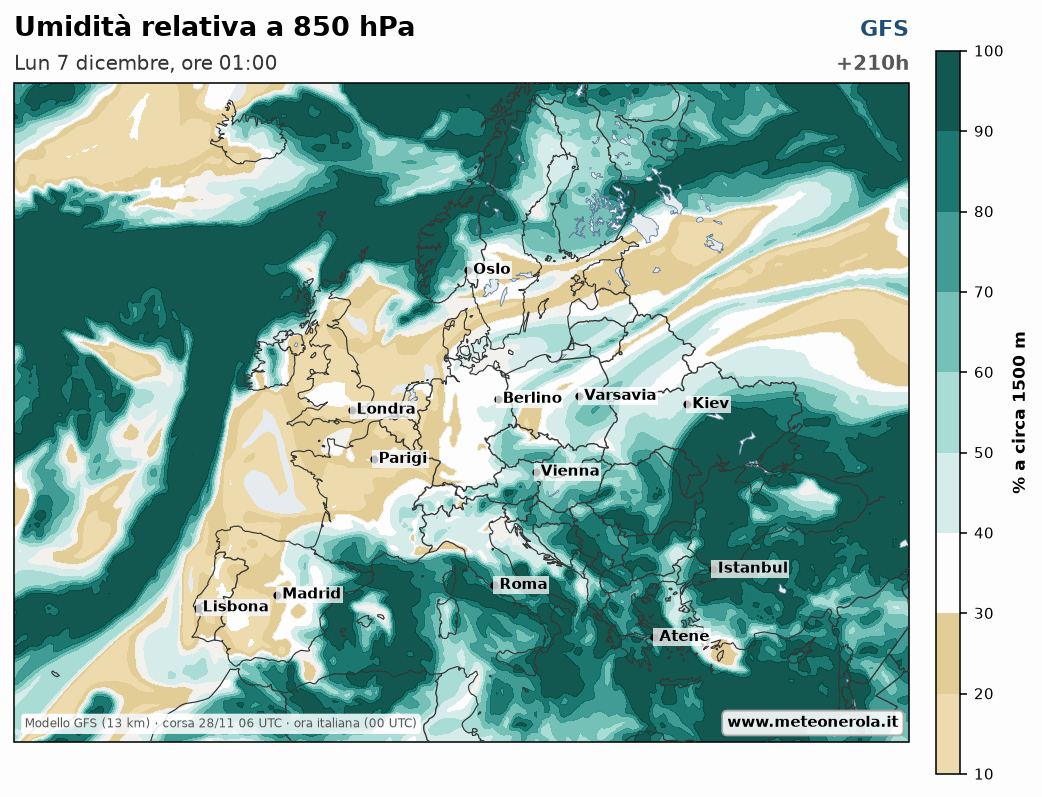 Umidità relativa a 850 hPa
GFS
Lun 7 dicembre, ore 01:00
+210h
100
90
80
70
60
50
40
30
20
10
% a circa 1500 m
Oslo
Londra
Berlino
Varsavia
Kiev
Parigi
Vienna
Istanbul
Roma
Madrid
Lisbona
Atene
Modello GFS (13 km) · corsa 28/11 06 UTC · ora italiana (00 UTC)
www.meteonerola.it